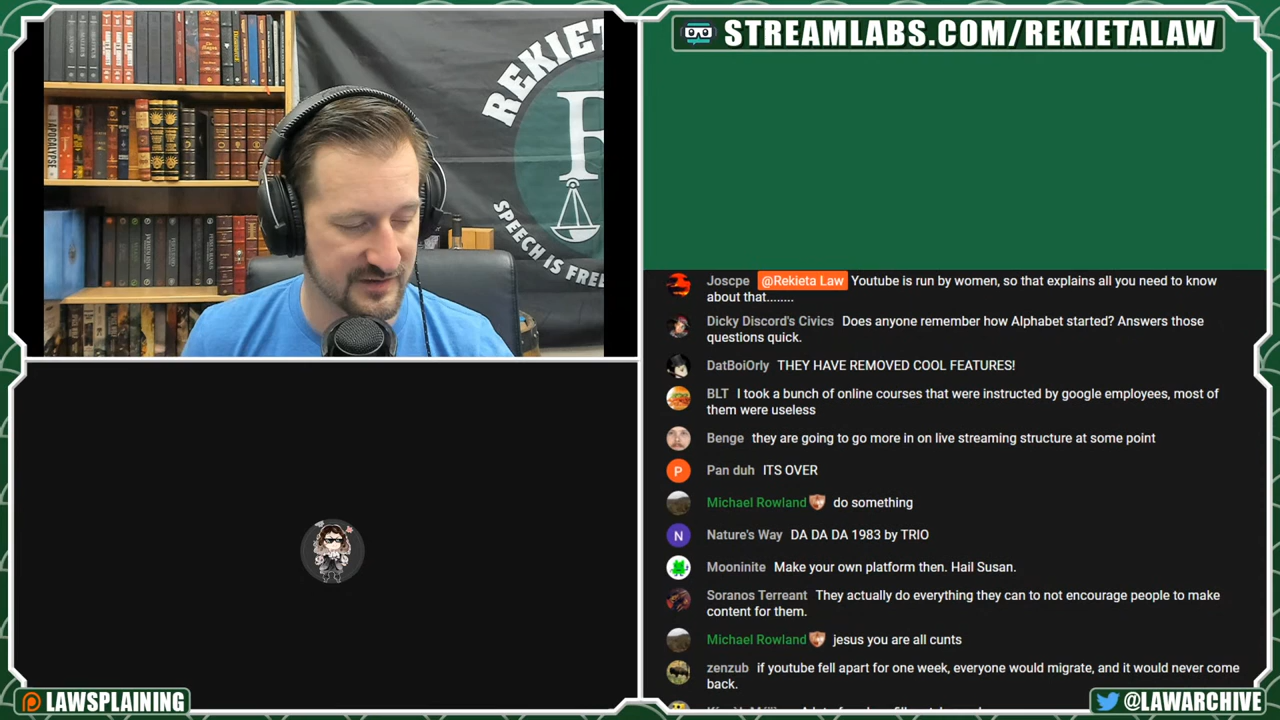 APOCALYPSE
REKIE
R
SPEECH IS FREE
STREAMLABS.COM/REKIETALAW
Joscpe @Rekieta Law Youtube is run by women, so that explains all you need to know
about that........
Dicky Discord's Civics Does anyone remember how Alphabet started? Answers those
questions quick.
DatBoiOrly THEY HAVE REMOVED COOL FEATURES!
BLT I took a bunch of online courses that were instructed by google employees, most of
them were useless
Benge they are going to go more in on live streaming structure at some point
P Pan duh ITS OVER
Michael Rowland do something
N Nature's Way DA DA DA 1983 by TRIO
Mooninite Make your own platform then. Hail Susan.
Soranos Terreant They actually do everything they can to not encourage people to make
content for them.
Michael Rowland jesus you are all cunts
zenzub if youtube fell apart for one week, everyone would migrate, and it would never come
back.
LAWSPLAINING
@LAWARCHIVE